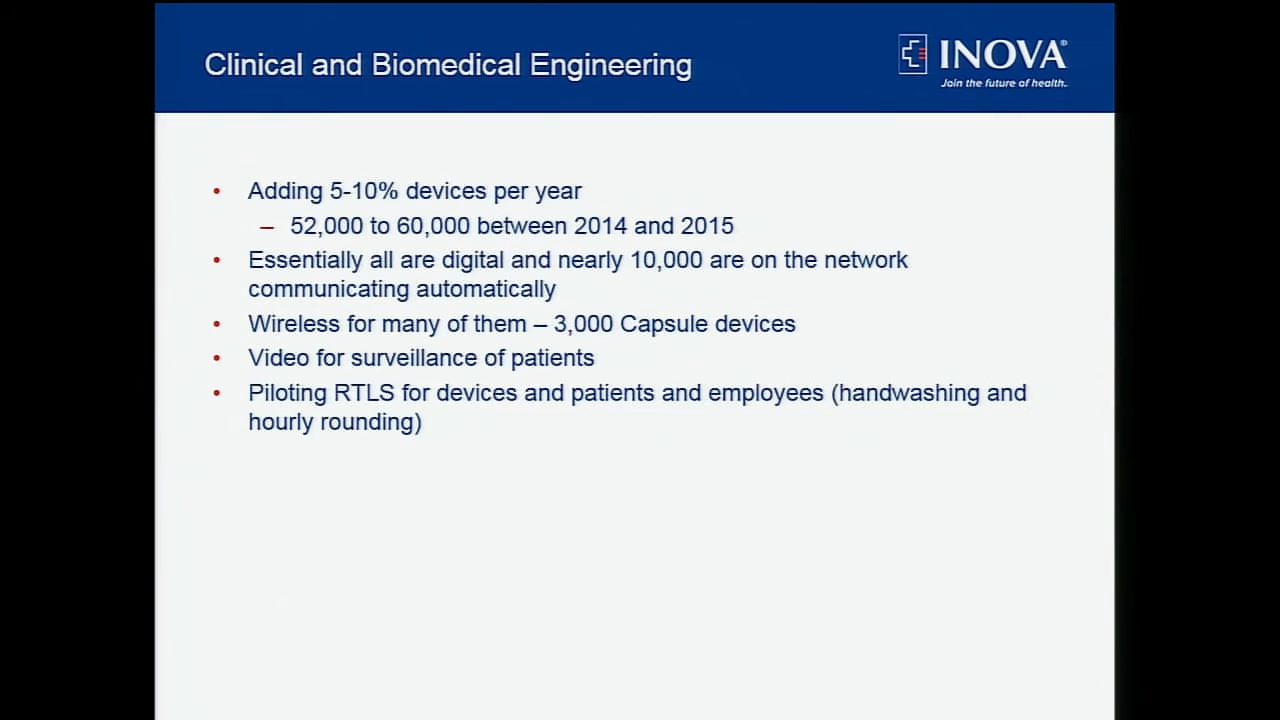 Clinical and Biomedical Engineering
INOVA®
Join the future of health.
• Adding 5-10% devices per year
– 52,000 to 60,000 between 2014 and 2015
• Essentially all are digital and nearly 10,000 are on the network
communicating automatically
• Wireless for many of them – 3,000 Capsule devices
• Video for surveillance of patients
• Piloting RTLS for devices and patients and employees (handwashing and
hourly rounding)